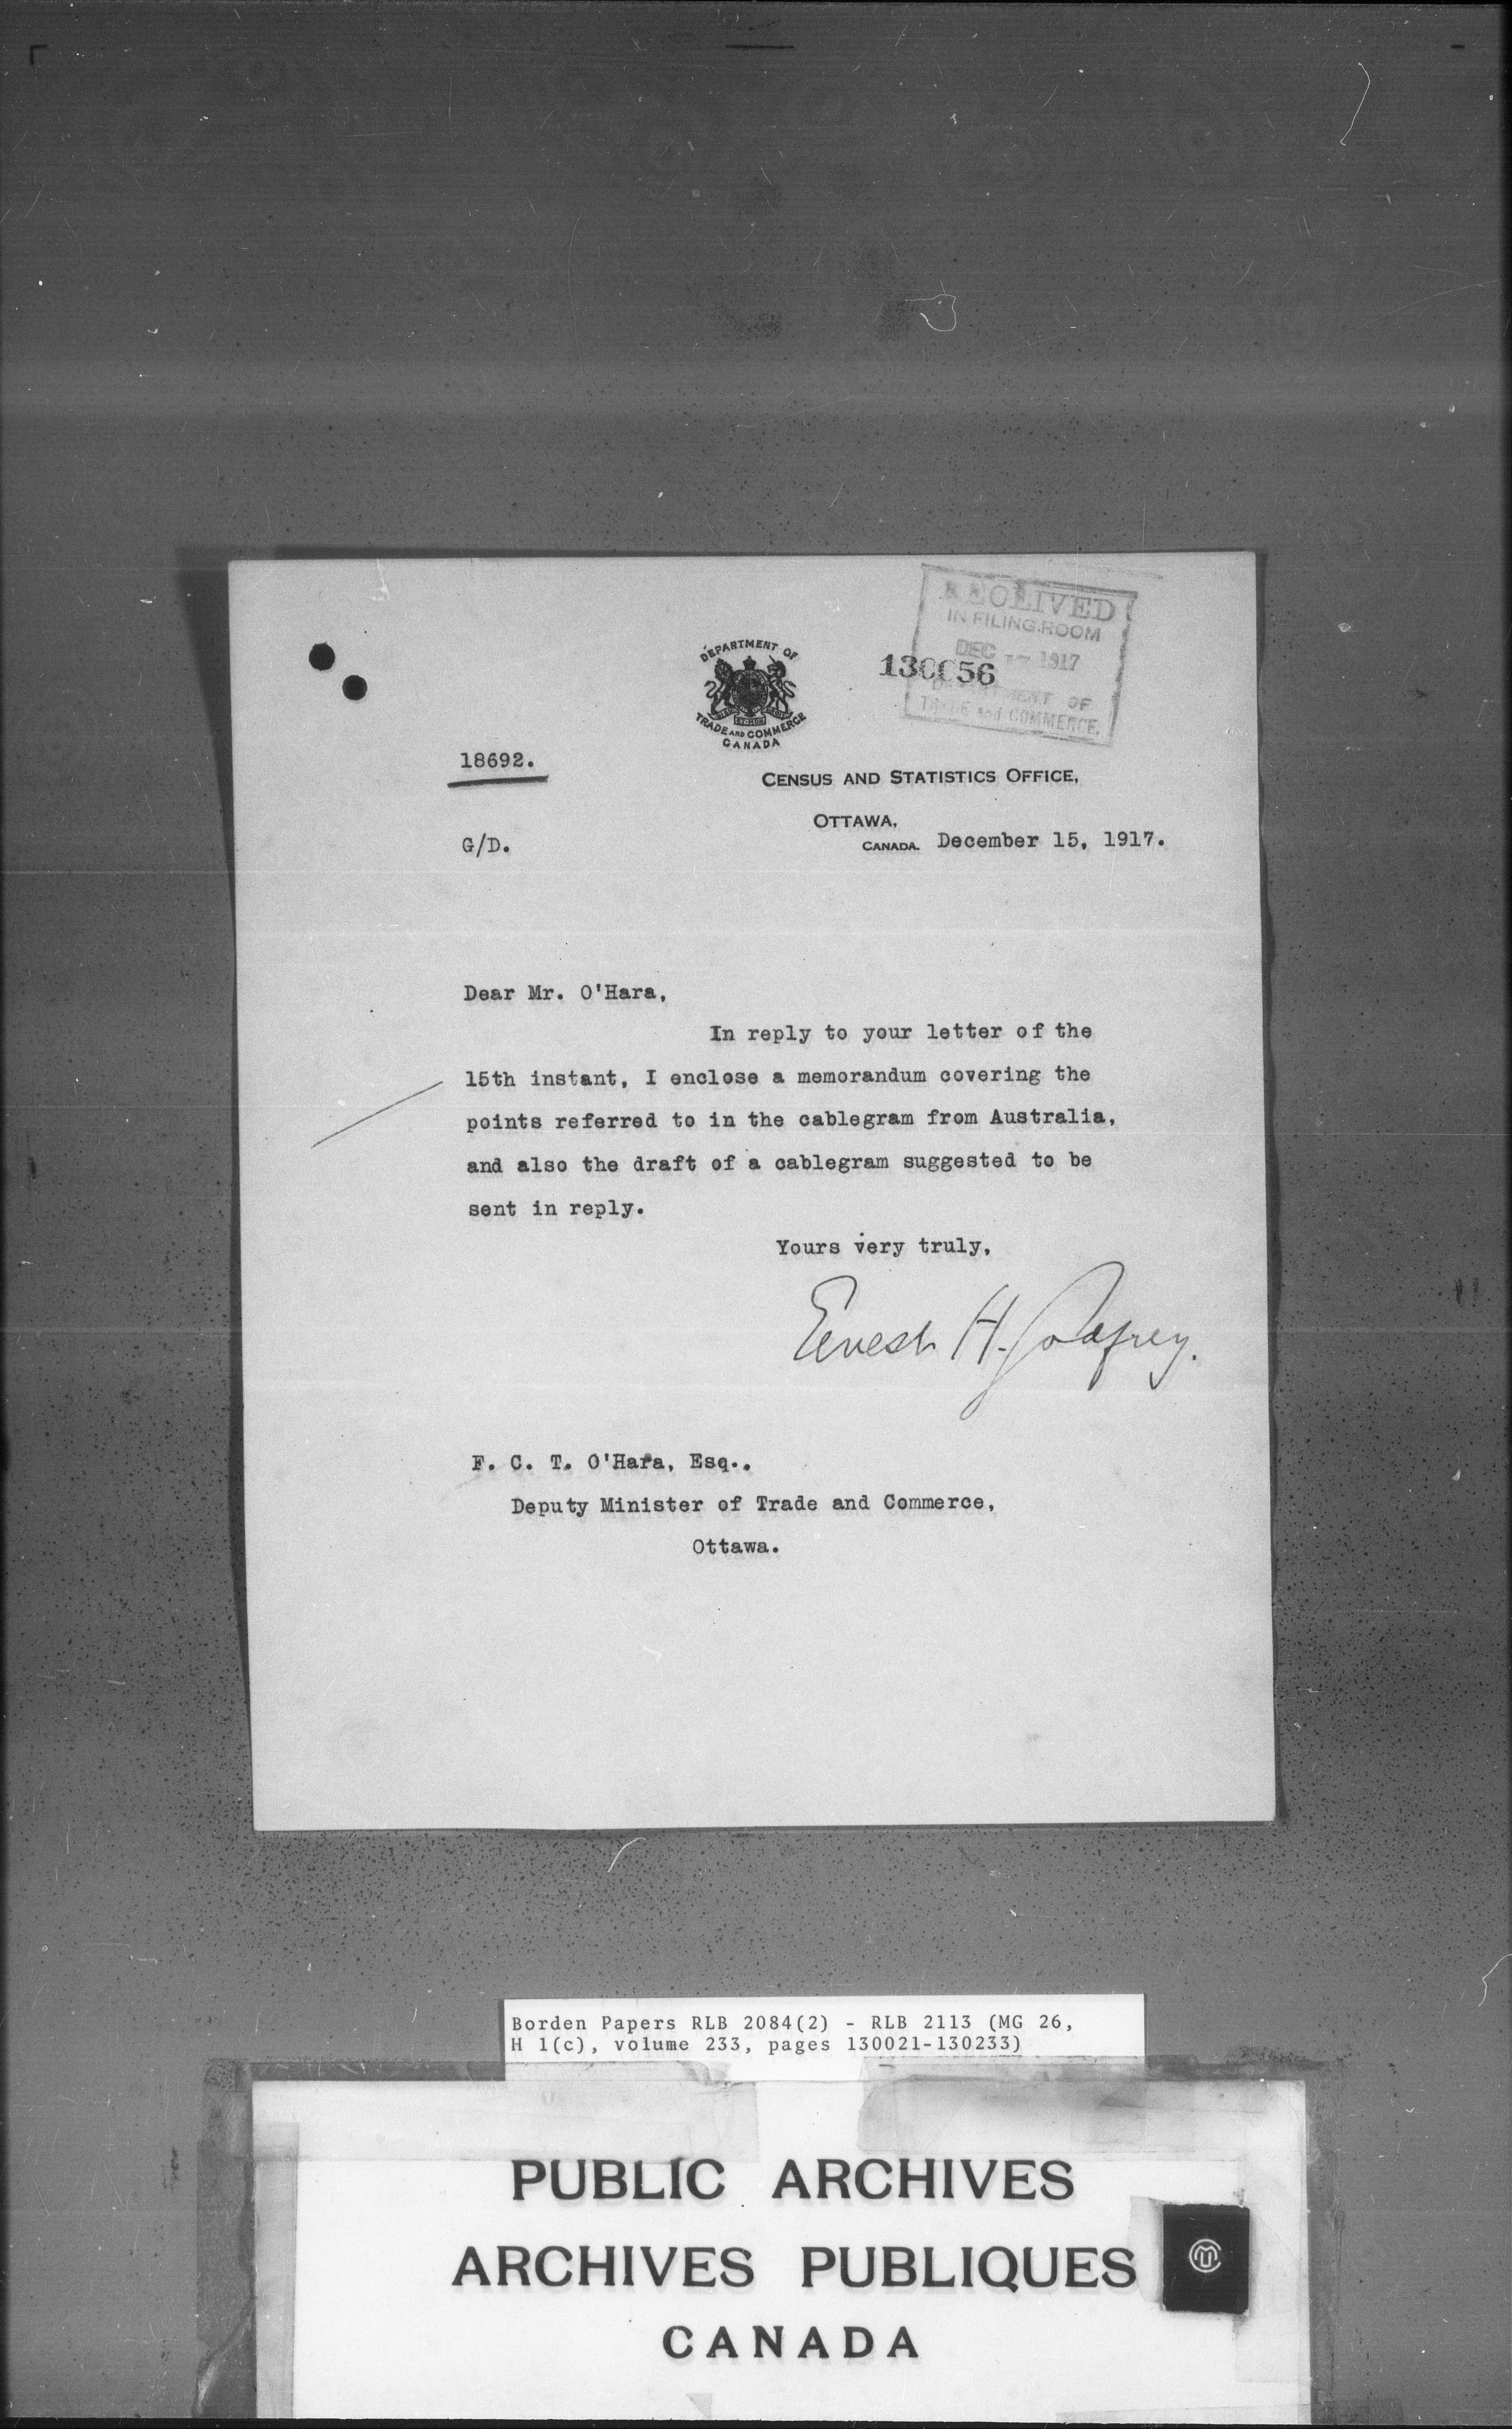 RECEIVED
IN FILING ROOM
DEC 17 1917
DEPARTMENT OF
TRADE and COMMERCE.
130056
DEPARTMENT OF
TRADE AND COMMERCE
CANADA
18692.
CENSUS AND STATISTICS OFFICE,
OTTAWA,
G/D.
CANADA. December 15, 1917.
Dear Mr. O'Hara,
In reply to your letter of the
15th instant, I enclose a memorandum covering the
points referred to in the cablegram from Australia,
and also the draft of a cablegram suggested to be
sent in reply.
Yours very truly,
Ernest H. Godfrey.
F. C. T. O'Hara, Esq.,
Deputy Minister of Trade and Commerce,
Ottawa.
Borden Papers RLB 2084(2) - RLB 2113 (MG 26,
H 1(c), volume 233, pages 130021-130233)
PUBLIC ARCHIVES
ARCHIVES PUBLIQUES
CANADA